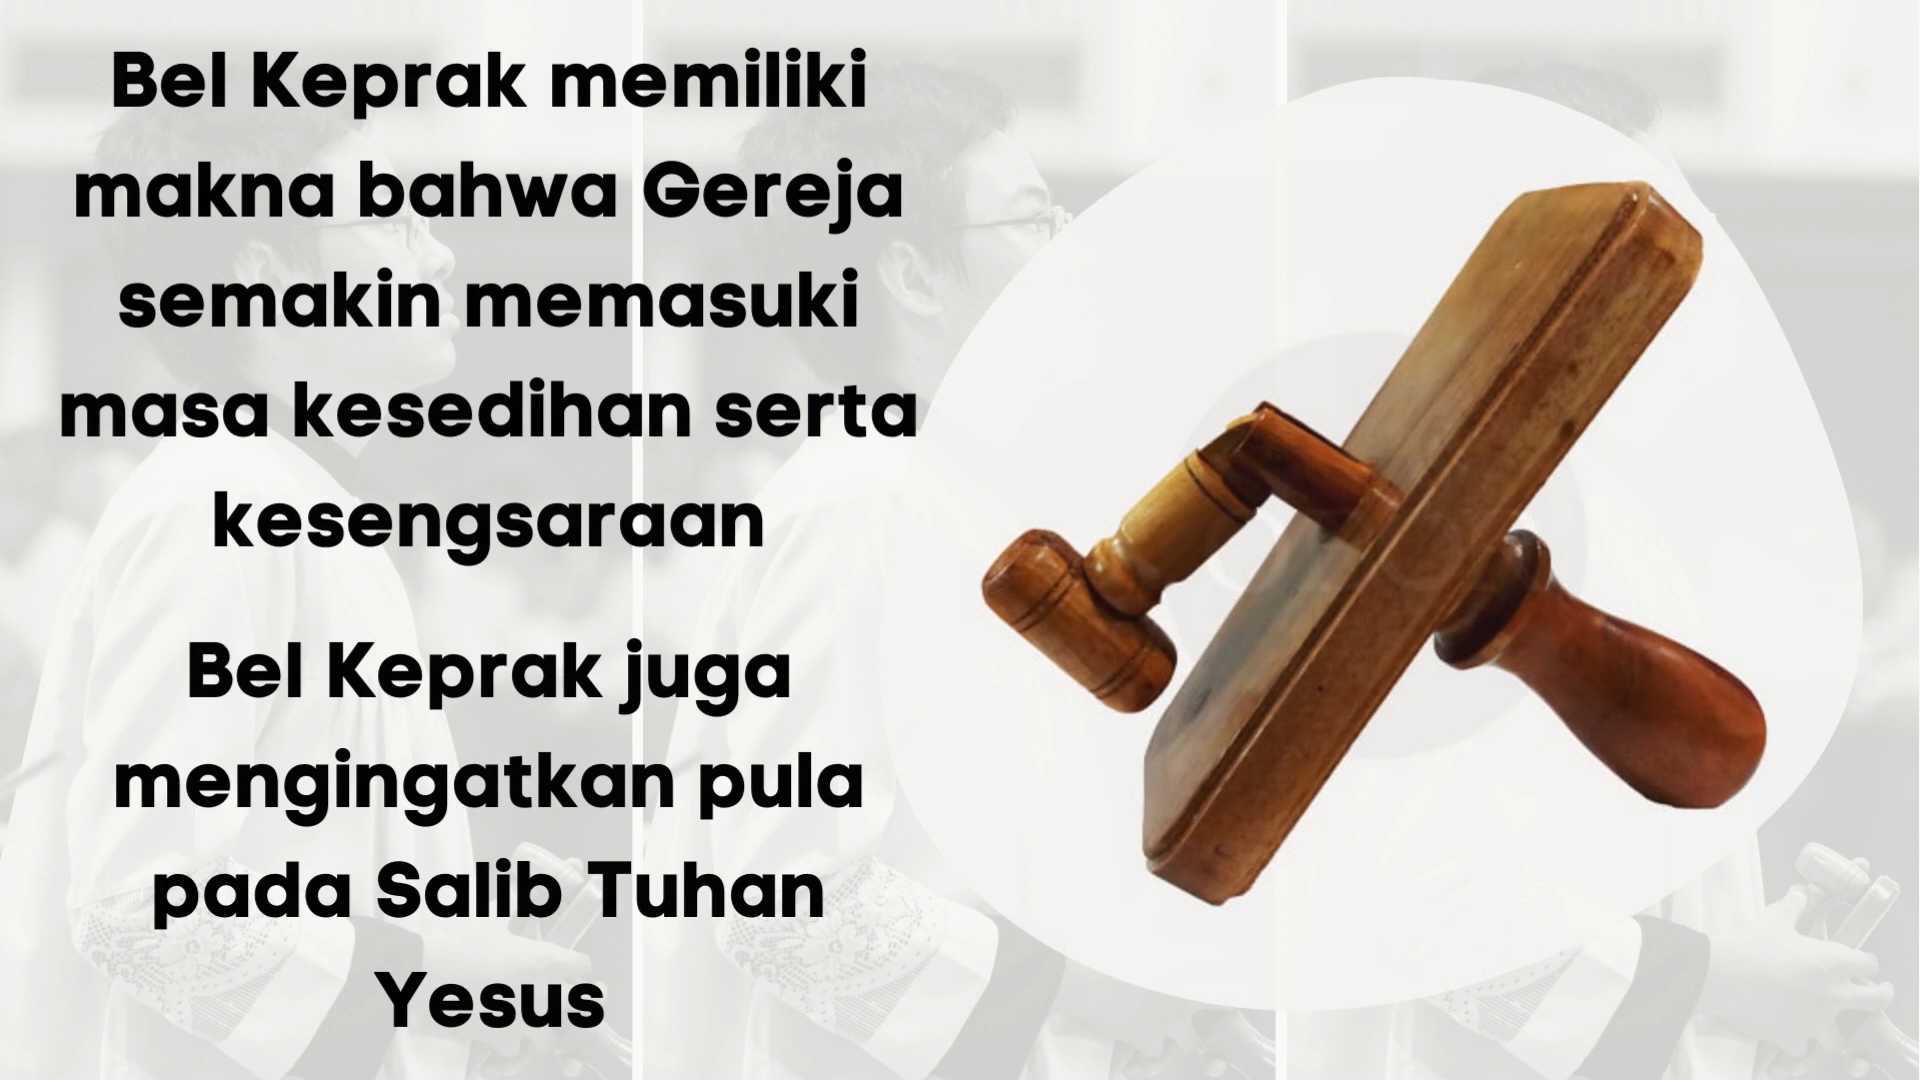 Bel Keprak memiliki
makna bahwa Gereja
semakin memasuki
masa kesedihan serta
kesengsaraan
Bel Keprak juga
mengingatkan pula
pada Salib Tuhan
Yesus